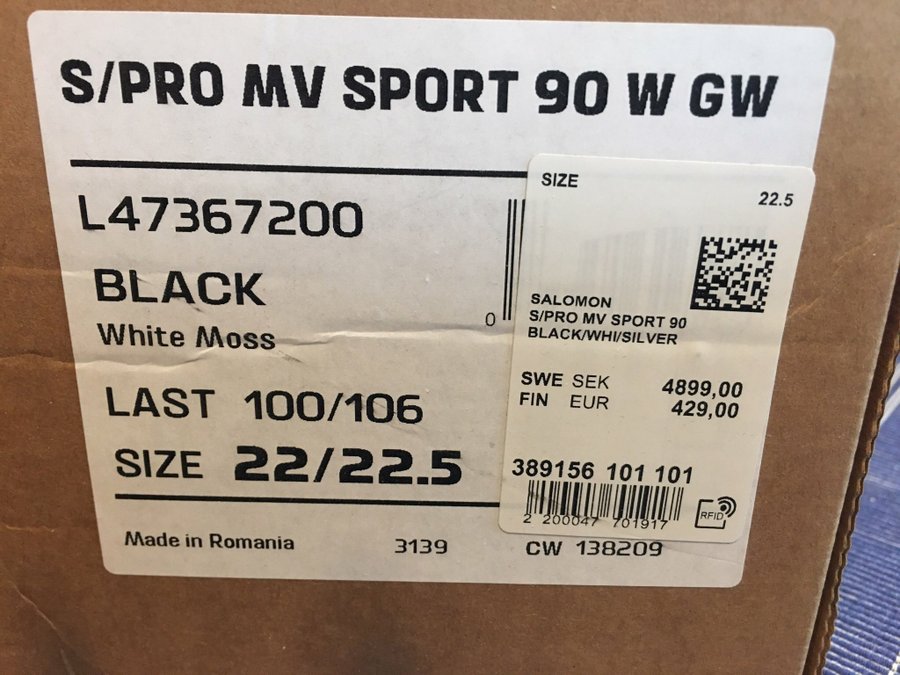 S/PRO MV SPORT 90 W GW
L47367200
BLACK
White Moss
LAST 100/106
SIZE 22/22.5
Made in Romania 3139 CW 138209
0
SIZE 22.5
SALOMON
S/PRO MV SPORT 90
BLACK/WHI/SILVER
SWE SEK 4899,00
FIN EUR 429,00
389156 101 101
2 200047 701917
RFID